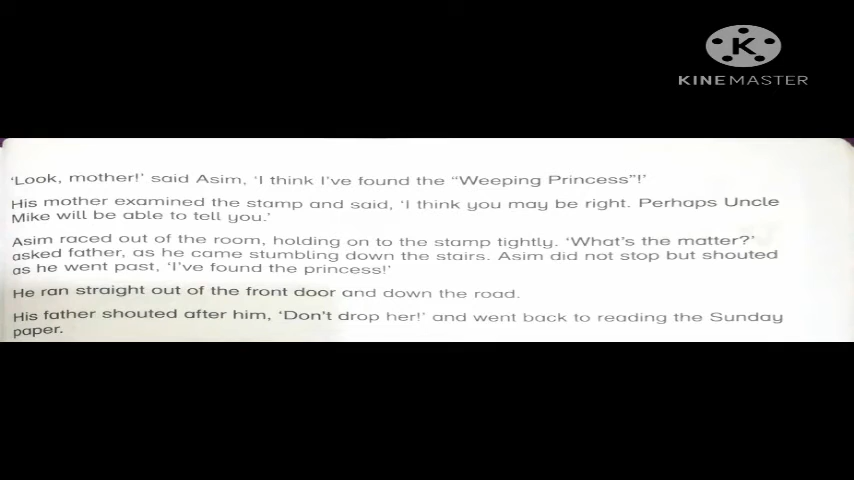 K
KINEMASTER
'Look, mother!' said Asim, 'I think I've found the "Weeping Princess"!'
His mother examined the stamp and said, 'I think you may be right. Perhaps Uncle
Mike will be able to tell you.'
Asim raced out of the room, holding on to the stamp tightly. 'What's the matter?'
asked father, as he came stumbling down the stairs. Asim did not stop but shouted
as he went past, 'I've found the princess!'
He ran straight out of the front door and down the road.
His father shouted after him, 'Don't drop her!' and went back to reading the Sunday
paper.